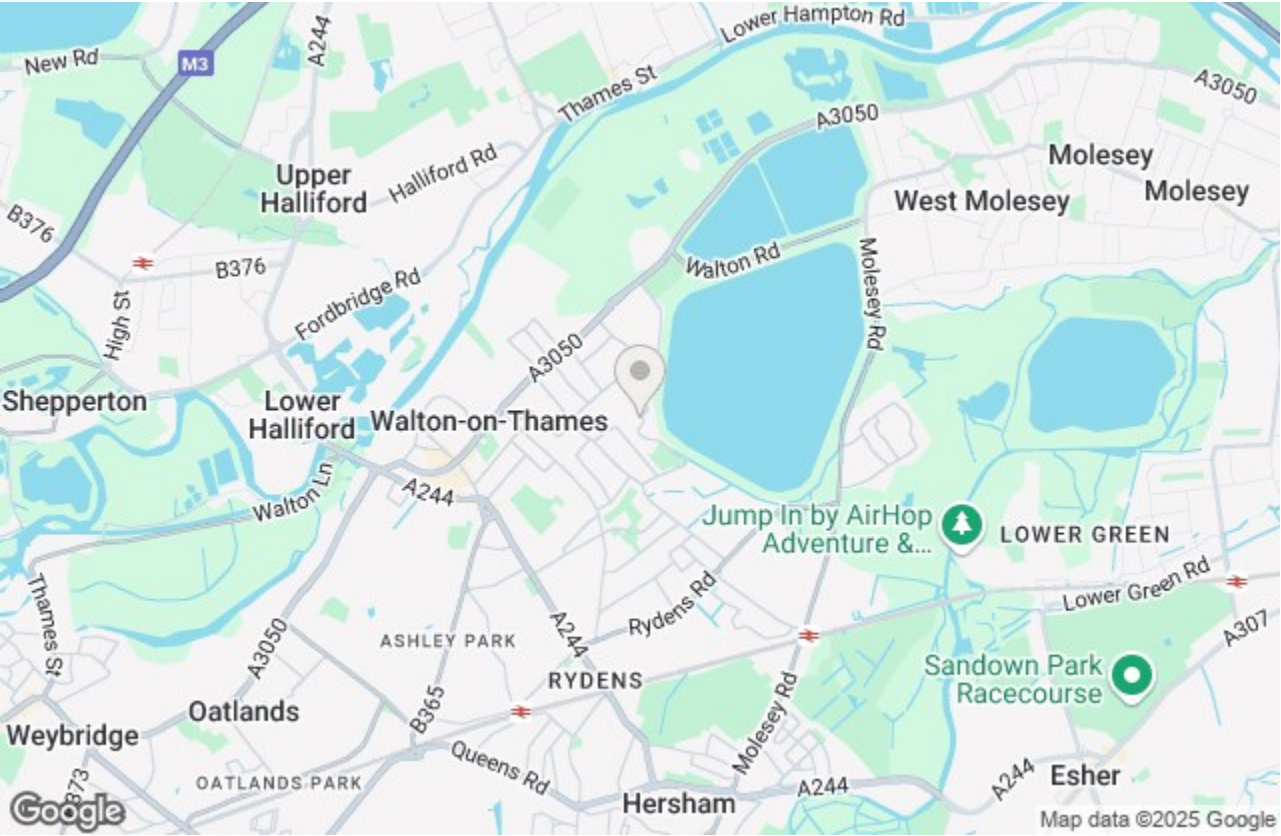 Lower Hampton Rd
New Rd
M3
A244
Thames St
A3050
A3050
Upper
Halliford
Halliford Rd
Molesey
Molesey
West Molesey
B376
B376
Walton Rd
Molesey Rd
High St
Fordbridge Rd
A3050
Shepperton
Lower
Halliford
Walton-on-Thames
Walton Ln
A244
Jump In by AirHop
Adventure &...
LOWER GREEN
Thames St
Lower Green Rd
Rydens Rd
A244
A307
A3050
ASHLEY PARK
RYDENS
Sandown Park
Racecourse
B365
Molesey Rd
Oatlands
Weybridge
Queens Rd
OATLANDS PARK
A244
A244
Esher
Hersham
Google
Map data ©2025 Google